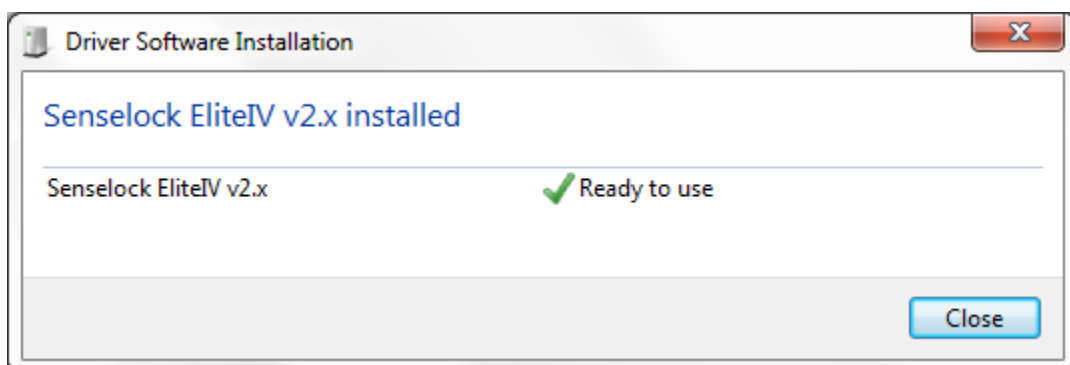 Driver Software Installation
Senselock EliteIV v2.x installed
Senselock EliteIV v2.x Ready to use
Close